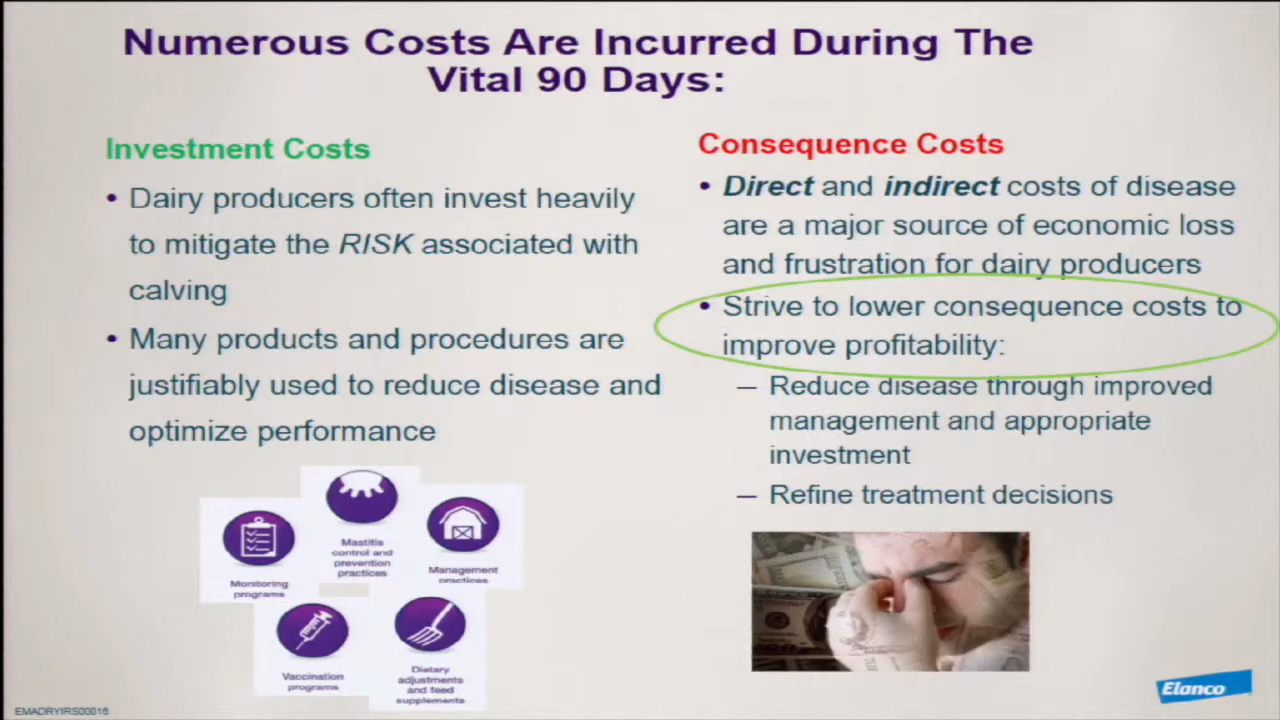 Numerous Costs Are Incurred During The
Vital 90 Days:
Investment Costs
• Dairy producers often invest heavily
to mitigate the RISK associated with
calving
• Many products and procedures are
justifiably used to reduce disease and
optimize performance
Mastitis
control and
prevention
practices
Monitoring
programs
Management
practices
Vaccination
programs
Dietary
adjustments
and feed
supplements
Consequence Costs
• Direct and indirect costs of disease
are a major source of economic loss
and frustration for dairy producers
• Strive to lower consequence costs to
improve profitability:
– Reduce disease through improved
management and appropriate
investment
– Refine treatment decisions
Elanco
EMADRYIRS00016